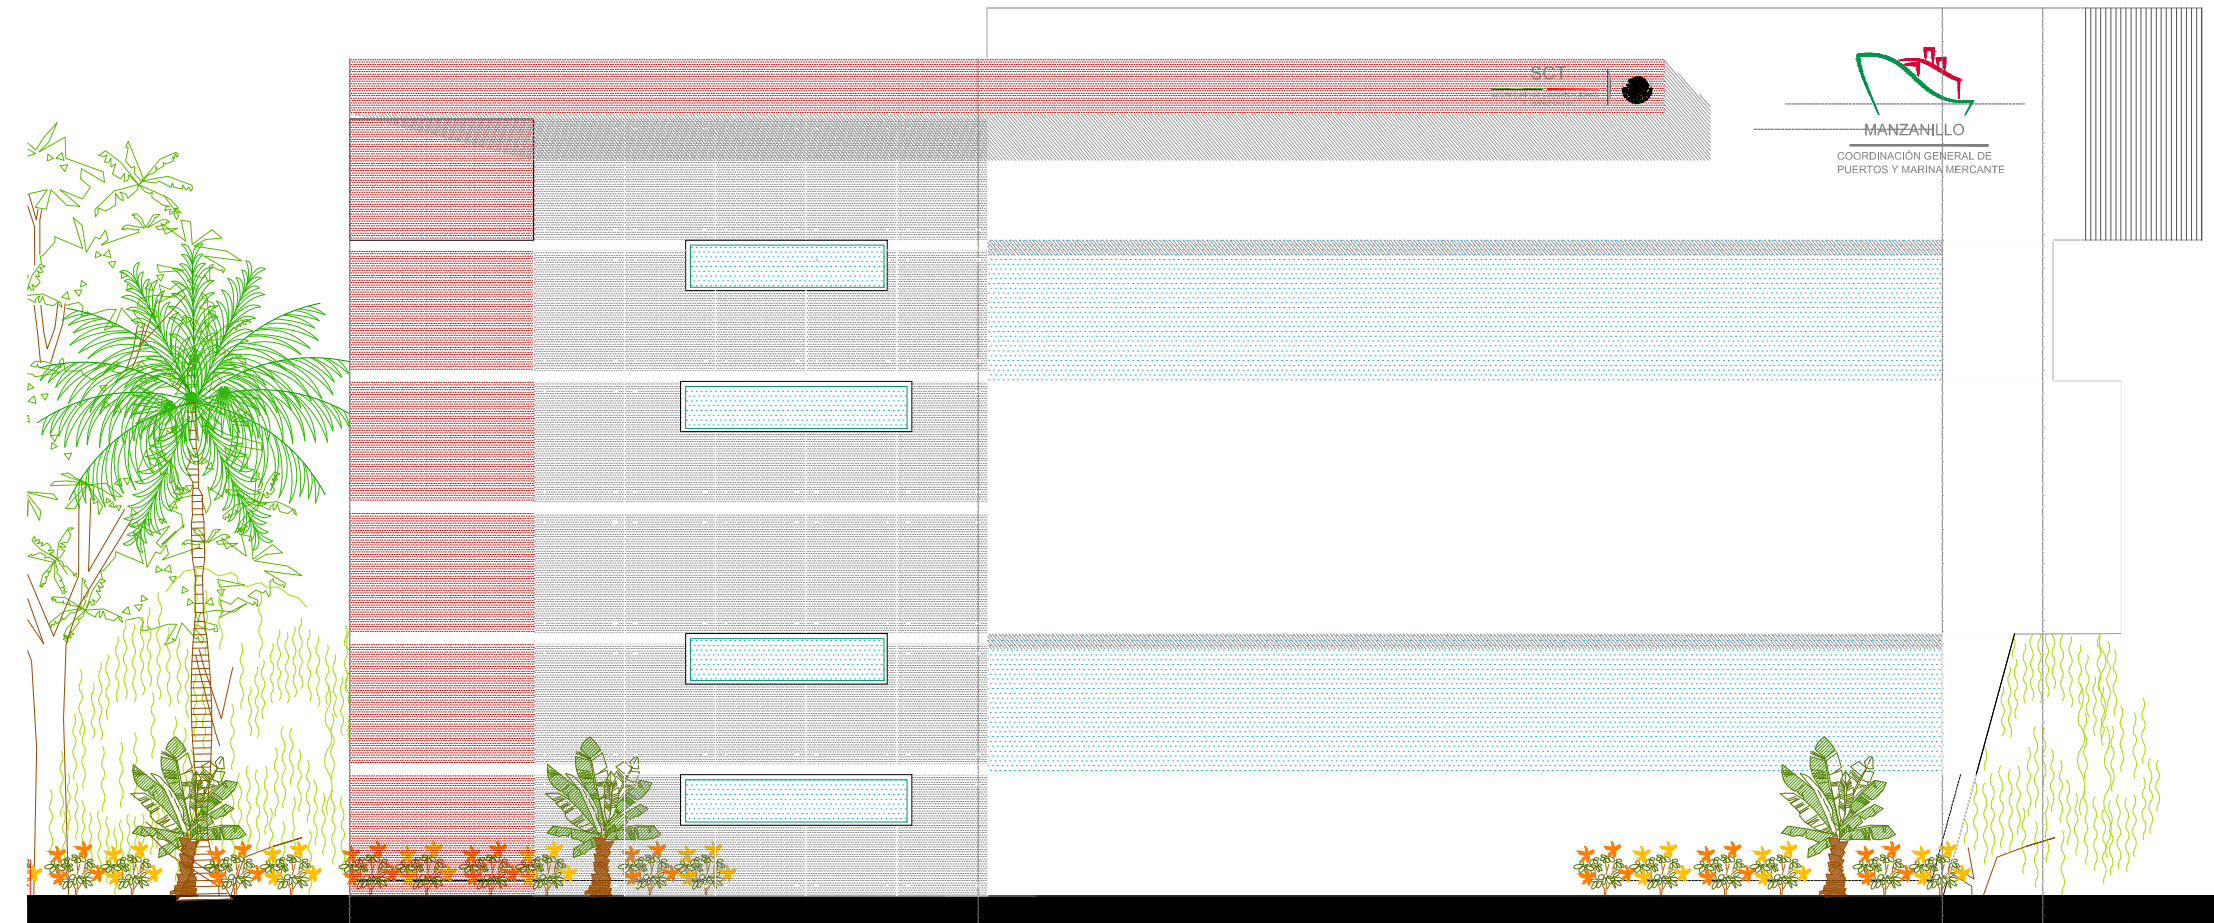 SCT
MANZANILLO
COORDINACIÓN GENERAL DE
PUERTOS Y MARINA MERCANTE